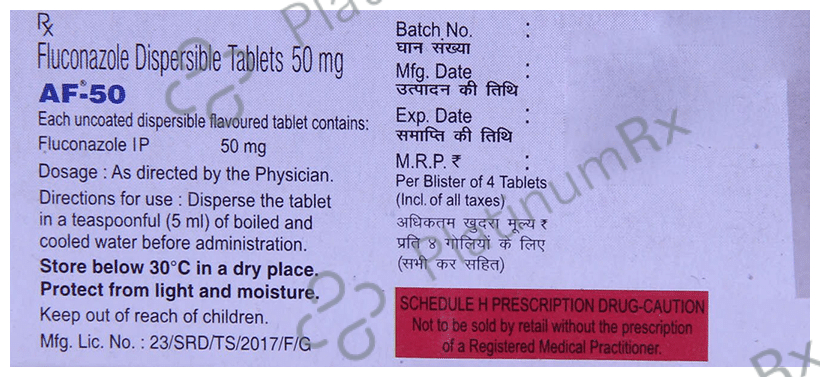 Rx
Fluconazole Dispersible Tablets 50 mg
AF®-50
Each uncoated dispersible flavoured tablet contains:
Fluconazole IP 50 mg
Dosage : As directed by the Physician.
Directions for use : Disperse the tablet
in a teaspoonful (5 ml) of boiled and
cooled water before administration.
Store below 30°C in a dry place.
Protect from light and moisture.
Keep out of reach of children.
Mfg. Lic. No. : 23/SRD/TS/2017/F/G
Batch No. :
घान संख्या
Mfg. Date :
उत्पादन की तिथि
Exp. Date :
समाप्ति की तिथि
M.R.P. ₹ :
Per Blister of 4 Tablets
(Incl. of all taxes)
अधिकतम खुदरा मूल्य ₹
प्रति ४ गोलियों के लिए
(सभी कर सहित)
SCHEDULE H PRESCRIPTION DRUG-CAUTION
Not to be sold by retail without the prescription
of a Registered Medical Practitioner.
PlatinumRx
PlatinumRx
Rx